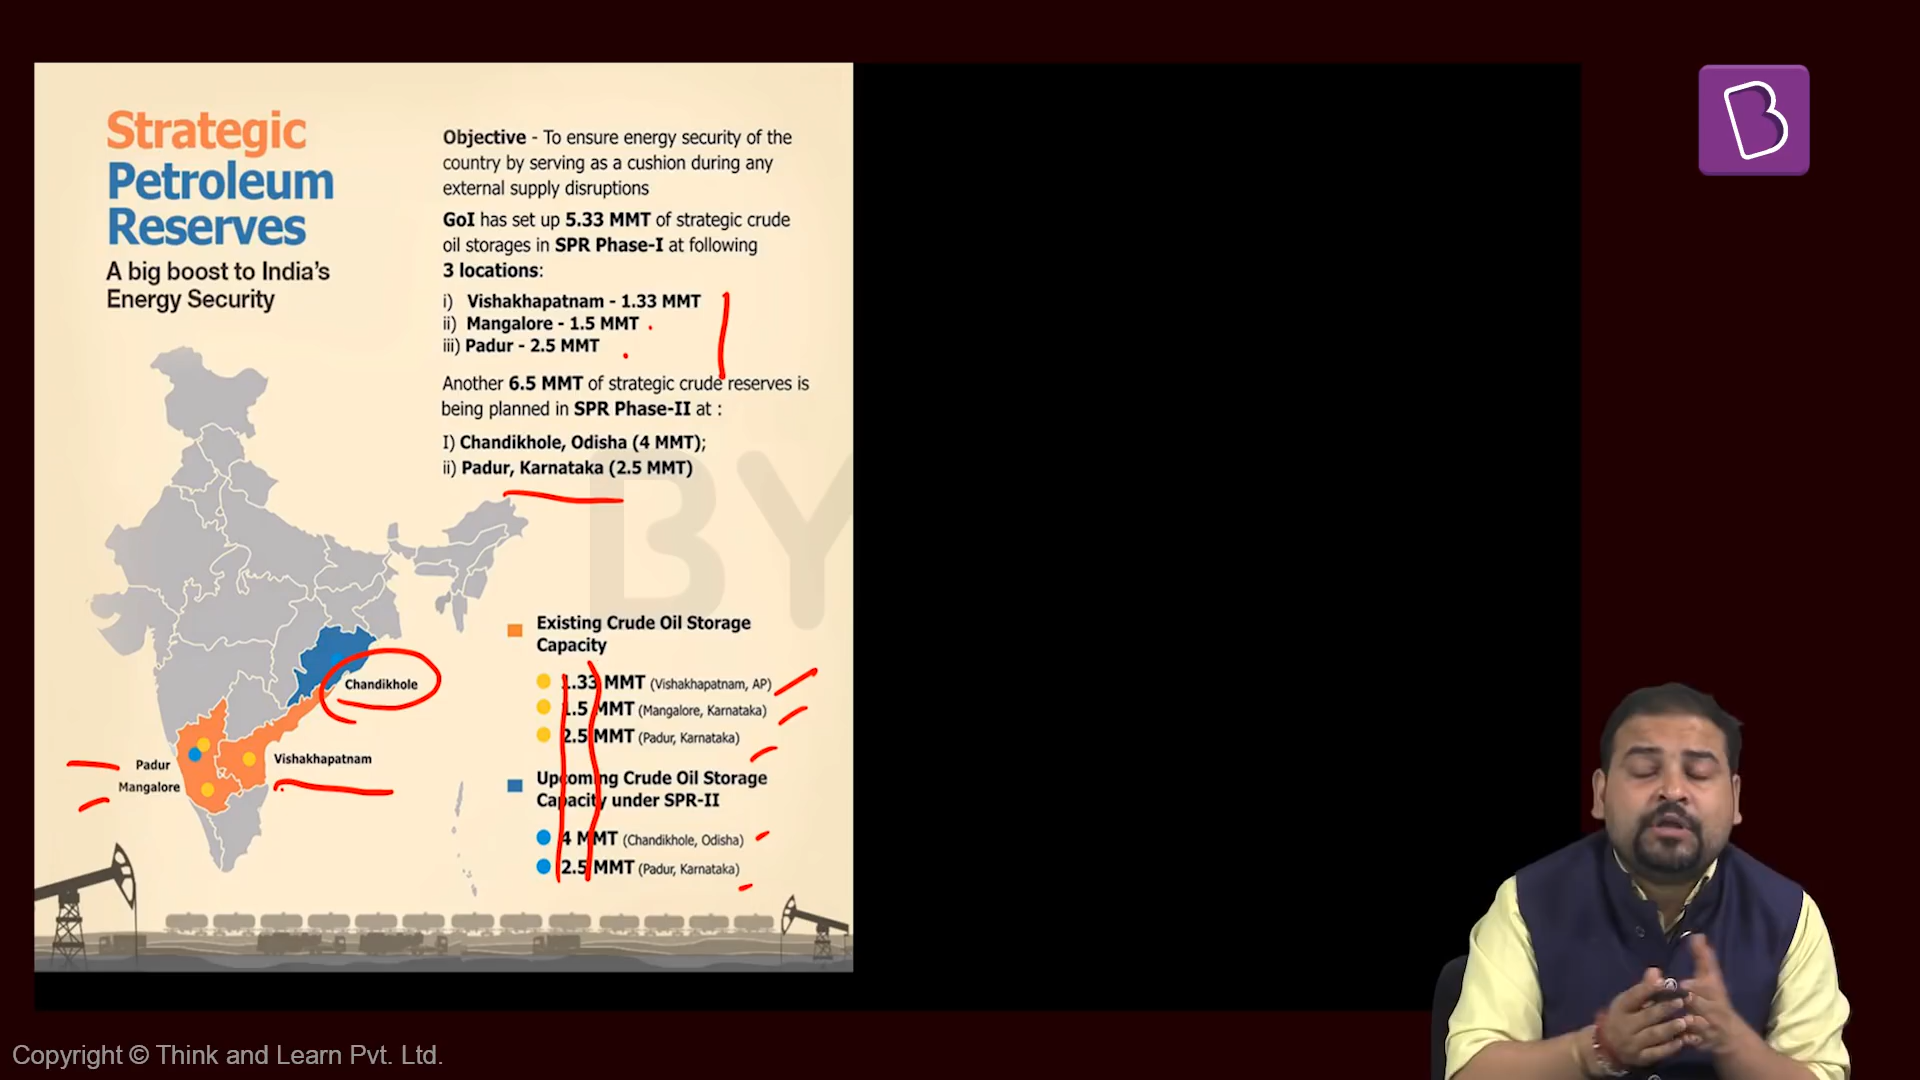 Strategic
Petroleum
Reserves
A big boost to India's
Energy Security
Objective - To ensure energy security of the
country by serving as a cushion during any
external supply disruptions
GoI has set up 5.33 MMT of strategic crude
oil storages in SPR Phase-I at following
3 locations:
i) Vishakhapatnam - 1.33 MMT
ii) Mangalore - 1.5 MMT
iii) Padur - 2.5 MMT
Another 6.5 MMT of strategic crude reserves is
being planned in SPR Phase-II at :
I) Chandikhole, Odisha (4 MMT);
ii) Padur, Karnataka (2.5 MMT)
Chandikhole
Padur
Mangalore
Vishakhapatnam
Existing Crude Oil Storage
Capacity
1.33 MMT (Vishakhapatnam, AP)
1.5 MMT (Mangalore, Karnataka)
2.5 MMT (Padur, Karnataka)
Upcoming Crude Oil Storage
Capacity under SPR-II
4 MMT (Chandikhole, Odisha)
2.5 MMT (Padur, Karnataka)
BY
B
Copyright © Think and Learn Pvt. Ltd.